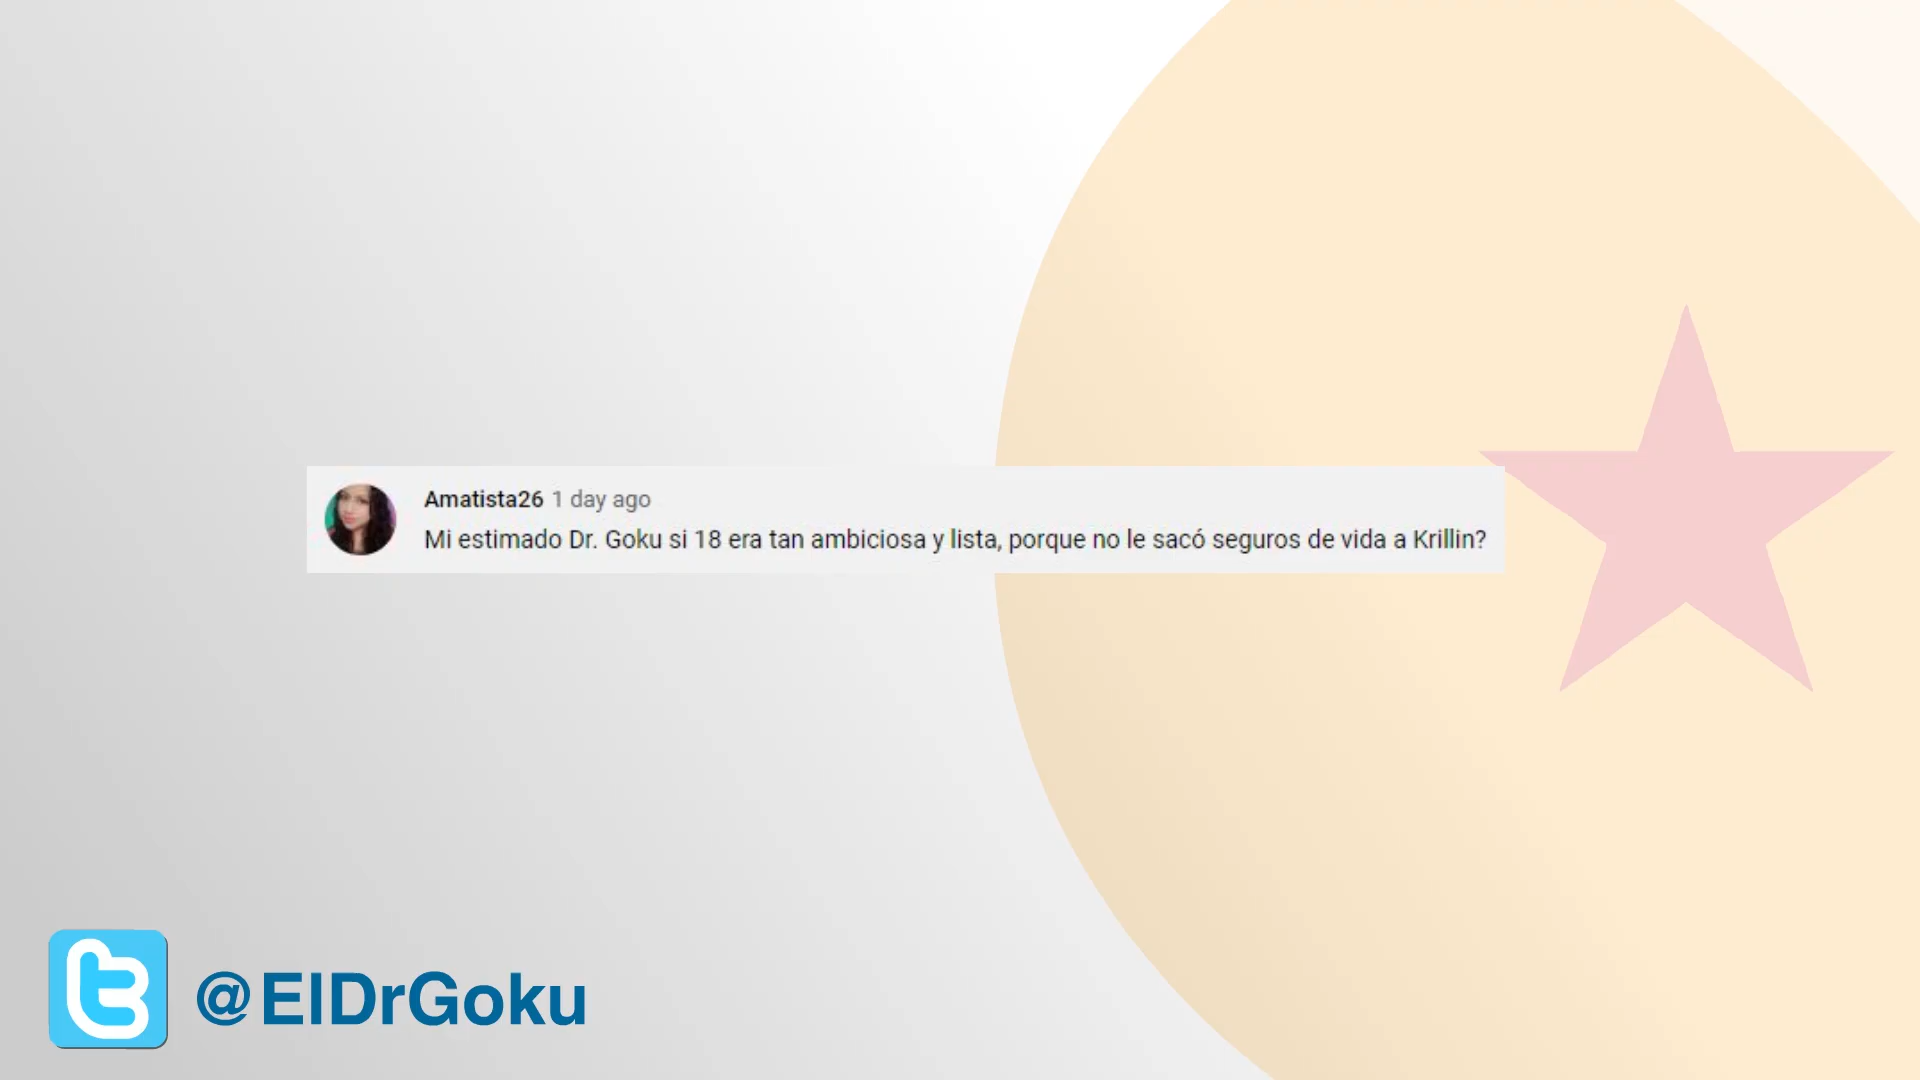 Amatista26 1 day ago
Mi estimado Dr. Goku si 18 era tan ambiciosa y lista, porque no le sacó seguros de vida a Krillin?
@ElDrGoku